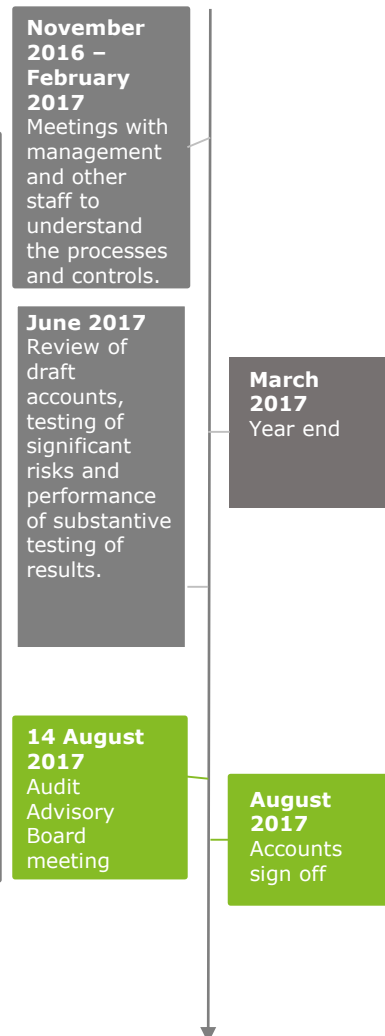 November
2016 –
February
2017
Meetings with
management
and other
staff to
understand
the processes
and controls.
March
2017
Year end
June 2017
Review of
draft
accounts,
testing of
significant
risks and
performance
of substantive
testing of
results.
14 August
2017
Audit
Advisory
Board
meeting
August
2017
Accounts
sign off